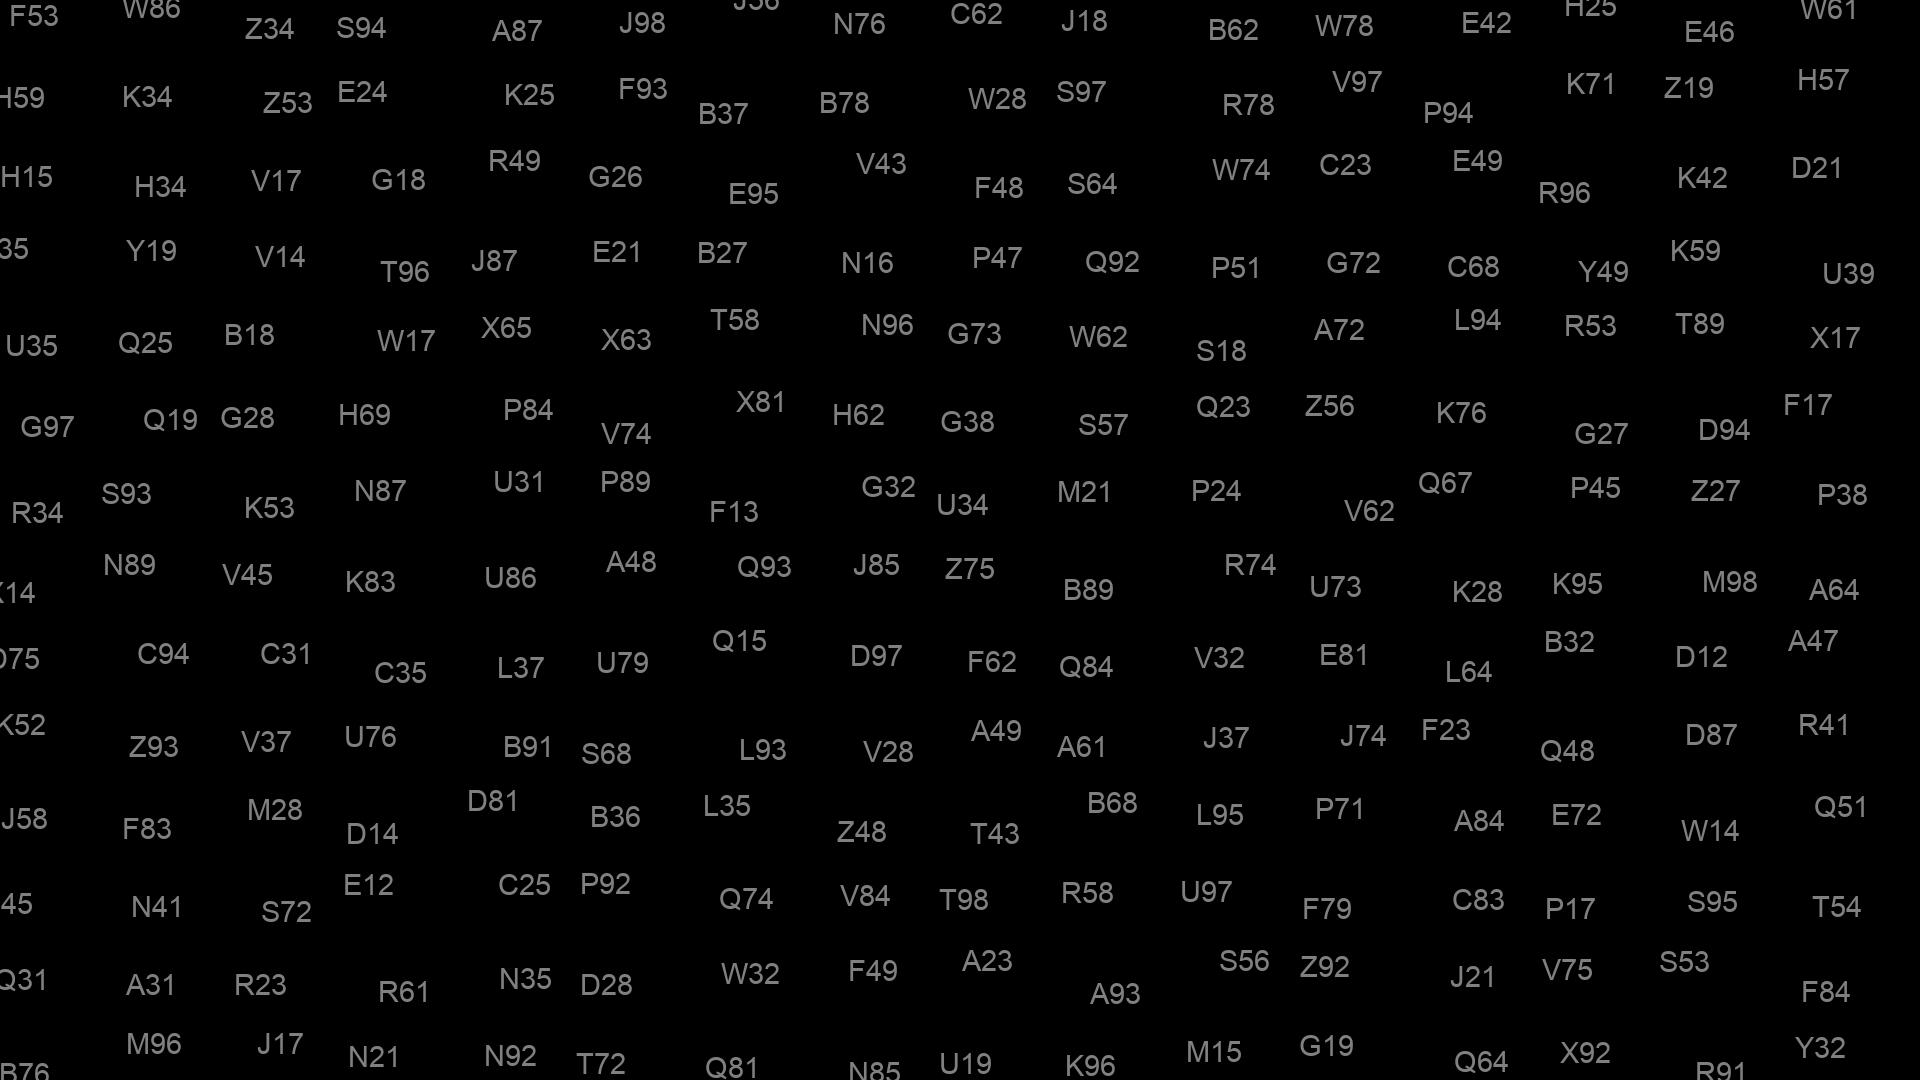 F53 W86 Z34 S94 A87 J98 J56 N76 C62 J18 B62 W78 E42 H25 E46 W61
H59 K34 Z53 E24 K25 F93 B37 B78 W28 S97 R78 V97 P94 K71 Z19 H57
H15 H34 V17 G18 R49 G26 E95 V43 F48 S64 W74 C23 E49 R96 K42 D21
35 Y19 V14 T96 J87 E21 B27 N16 P47 Q92 P51 G72 C68 Y49 K59 U39
U35 Q25 B18 W17 X65 X63 T58 N96 G73 W62 S18 A72 L94 R53 T89 X17
G97 Q19 G28 H69 P84 V74 X81 H62 G38 S57 Q23 Z56 K76 G27 D94 F17
R34 S93 K53 N87 U31 P89 F13 G32 U34 M21 P24 V62 Q67 P45 Z27 P38
14 N89 V45 K83 U86 A48 Q93 J85 Z75 B89 R74 U73 K28 K95 M98 A64
D75 C94 C31 C35 L37 U79 Q15 D97 F62 Q84 V32 E81 L64 B32 D12 A47
K52 Z93 V37 U76 B91 S68 L93 V28 A49 A61 J37 J74 F23 Q48 D87 R41
J58 F83 M28 D14 D81 B36 L35 Z48 T43 B68 L95 P71 A84 E72 W14 Q51
45 N41 S72 E12 C25 P92 Q74 V84 T98 R58 U97 F79 C83 P17 S95 T54
Q31 A31 R23 R61 N35 D28 W32 F49 A23 A93 S56 Z92 J21 V75 S53 F84
B76 M96 J17 N21 N92 T72 Q81 N85 U19 K96 M15 G19 Q64 X92 R91 Y32